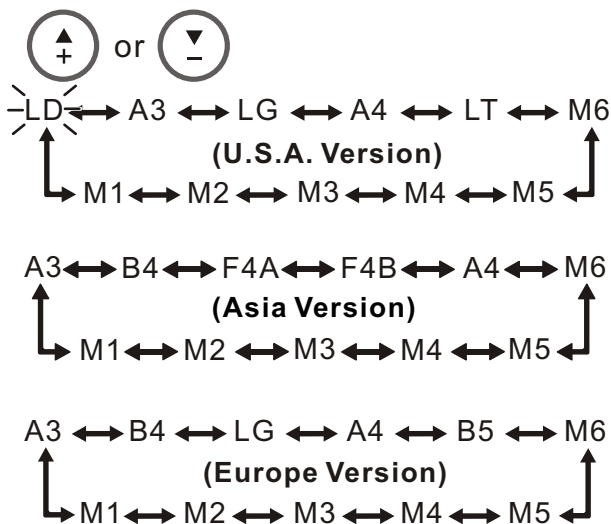 + or −
LD A3 LG A4 LT M6
(U.S.A. Version)
M1 M2 M3 M4 M5
A3 B4 F4A F4B A4 M6
(Asia Version)
M1 M2 M3 M4 M5
A3 B4 LG A4 B5 M6
(Europe Version)
M1 M2 M3 M4 M5